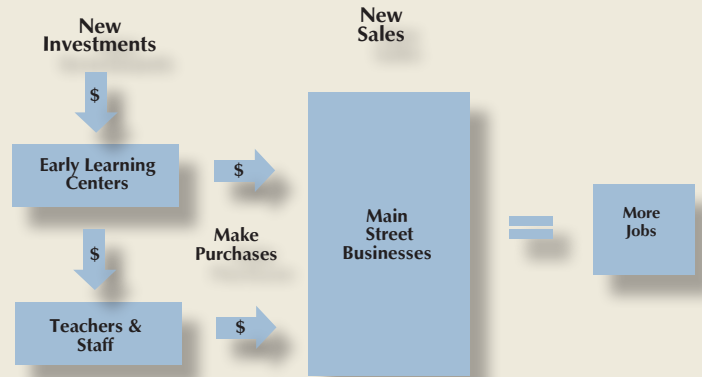 New
Investments
New
Sales
$
Early Learning
Centers
$
$
Make
Purchases
Main
Street
Businesses
More
Jobs
Teachers &
Staff
$